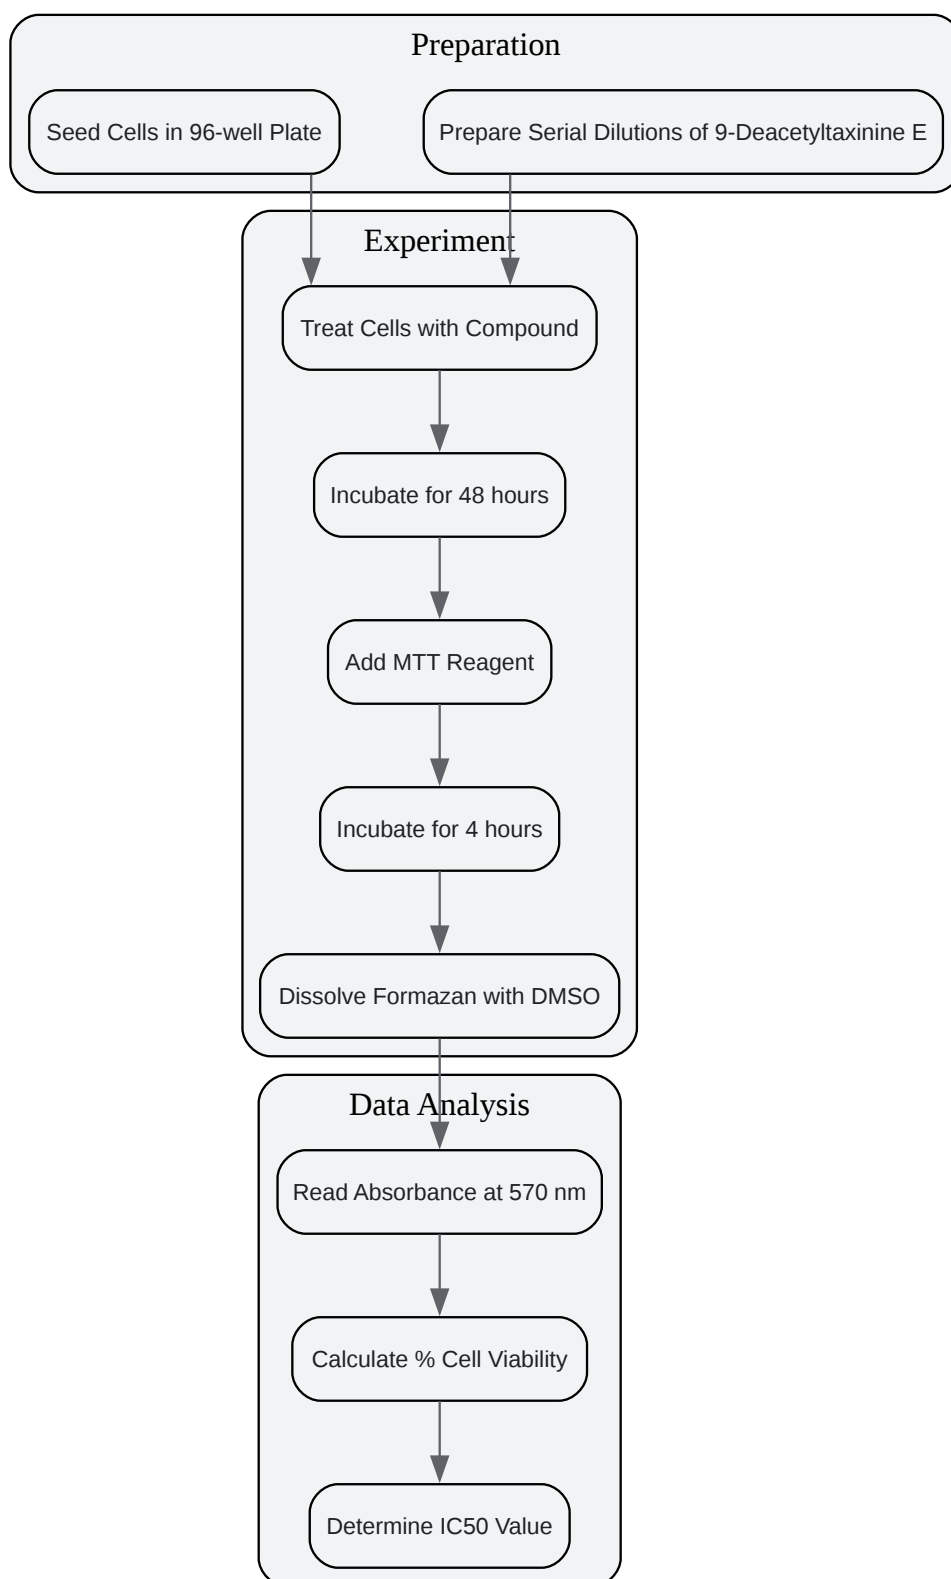 Preparation
Seed Cells in 96-well Plate
Prepare Serial Dilutions of 9-Deacetyltaxinine E
Experiment
Treat Cells with Compound
Incubate for 48 hours
Add MTT Reagent
Incubate for 4 hours
Dissolve Formazan with DMSO
Data Analysis
Read Absorbance at 570 nm
Calculate % Cell Viability
Determine IC50 Value